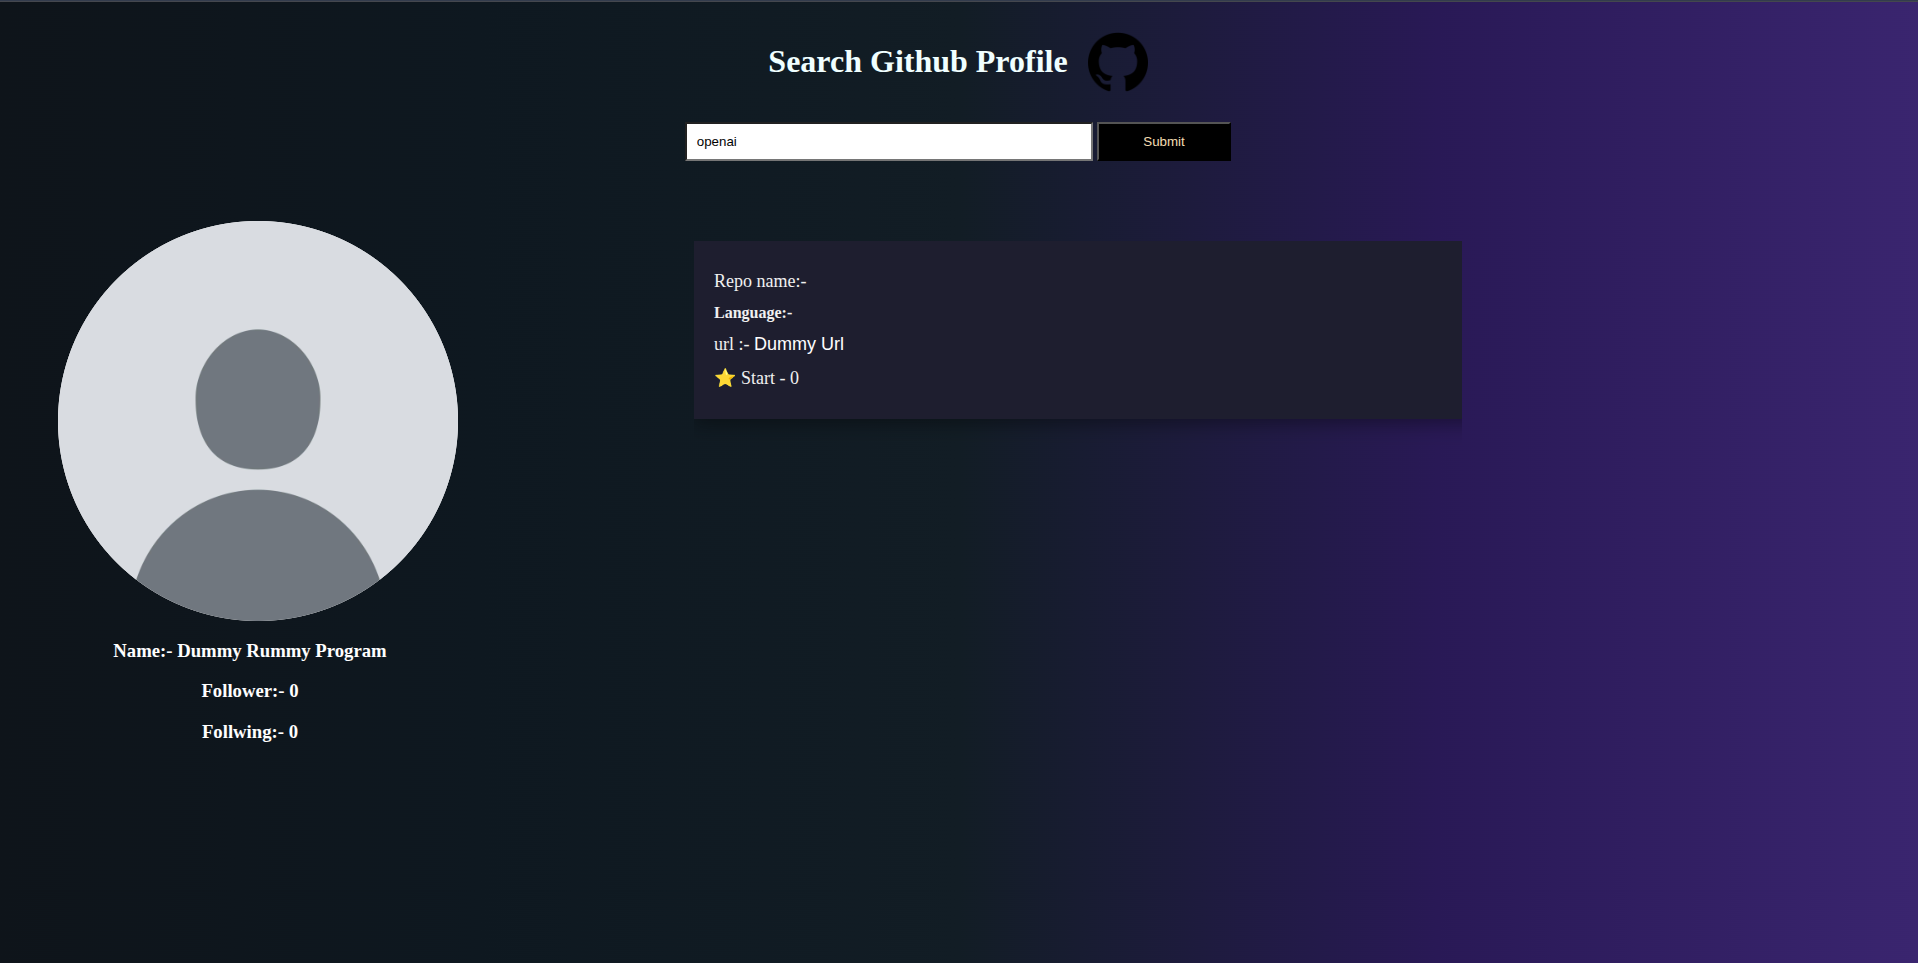 Search Github Profile
openai
Submit
Repo name:-
Language:-
url :- Dummy Url
⭐ Start - 0
Name:- Dummy Rummy Program
Follower:- 0
Follwing:- 0